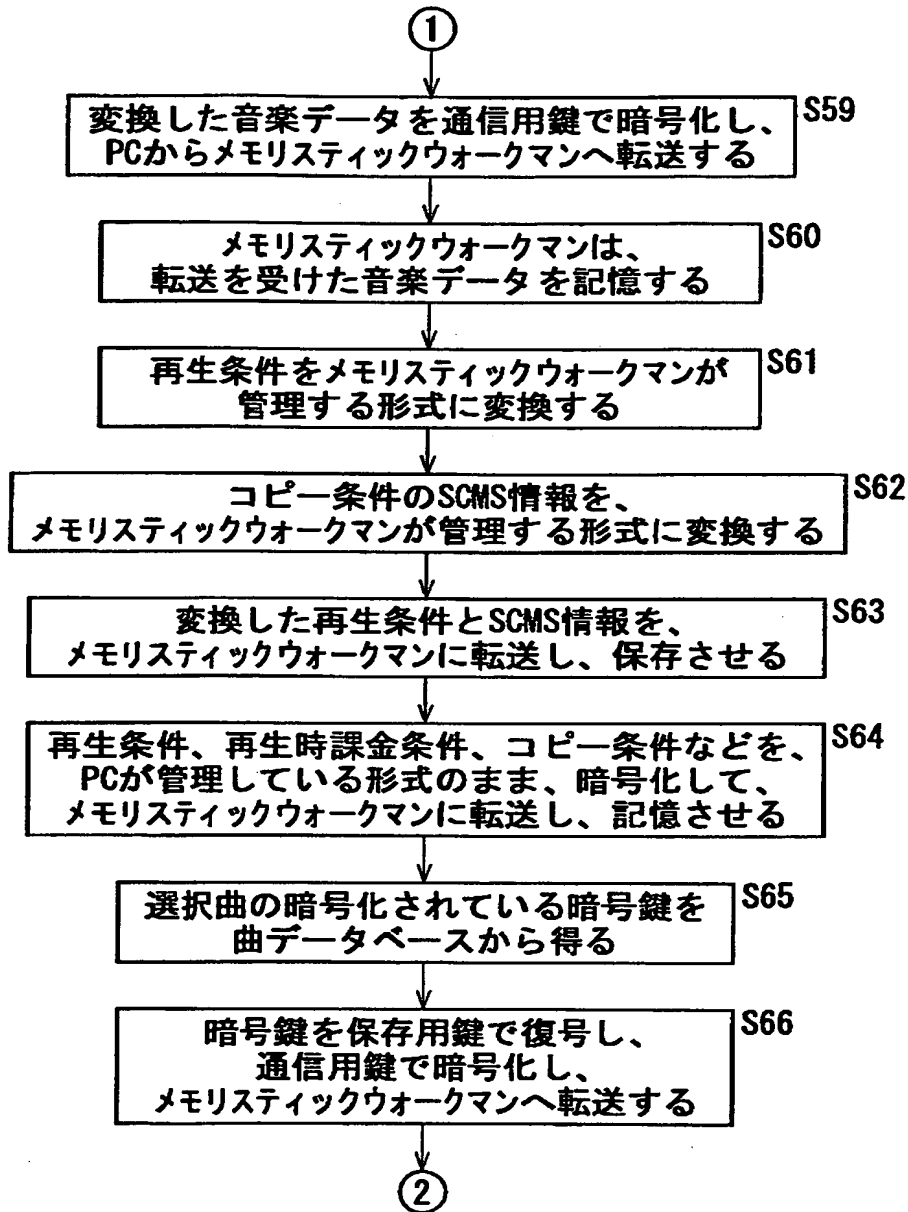 1
変換した音楽データを通信用鍵で暗号化し、
PCからメモリスティックウォークマンへ転送する
S59
メモリスティックウォークマンは、
転送を受けた音楽データを記憶する
S60
再生条件をメモリスティックウォークマンが
管理する形式に変換する
S61
コピー条件のSCMS情報を、
メモリスティックウォークマンが管理する形式に変換する
S62
変換した再生条件とSCMS情報を、
メモリスティックウォークマンに転送し、保存させる
S63
再生条件、再生時課金条件、コピー条件などを、
PCが管理している形式のまま、暗号化して、
メモリスティックウォークマンに転送し、記憶させる
S64
選択曲の暗号化されている暗号鍵を
曲データベースから得る
S65
暗号鍵を保存用鍵で復号し、
通信用鍵で暗号化し、
メモリスティックウォークマンへ転送する
S66
2